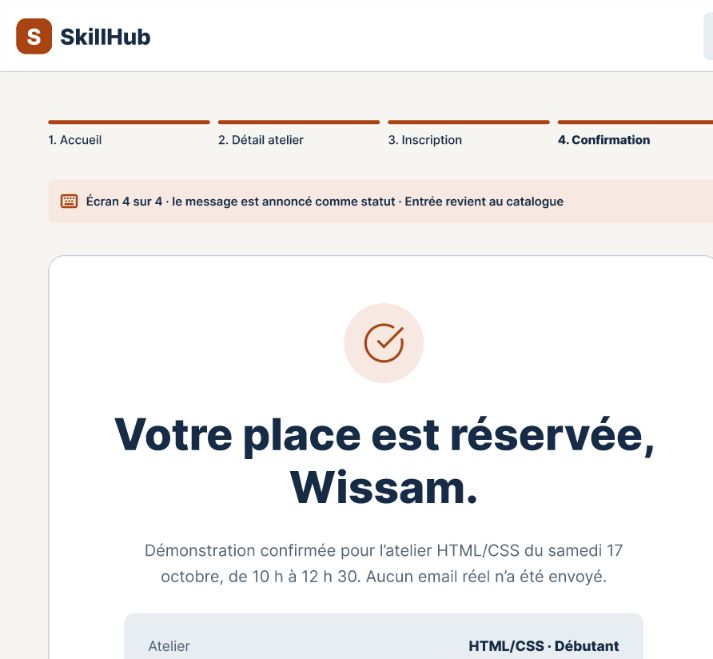 S SkillHub
1. Accueil
2. Détail atelier
3. Inscription
4. Confirmation
Écran 4 sur 4 · le message est annoncé comme statut · Entrée revient au catalogue
Votre place est réservée,
Wissam.
Démonstration confirmée pour l’atelier HTML/CSS du samedi 17
octobre, de 10 h à 12 h 30. Aucun email réel n’a été envoyé.
Atelier
HTML/CSS · Débutant